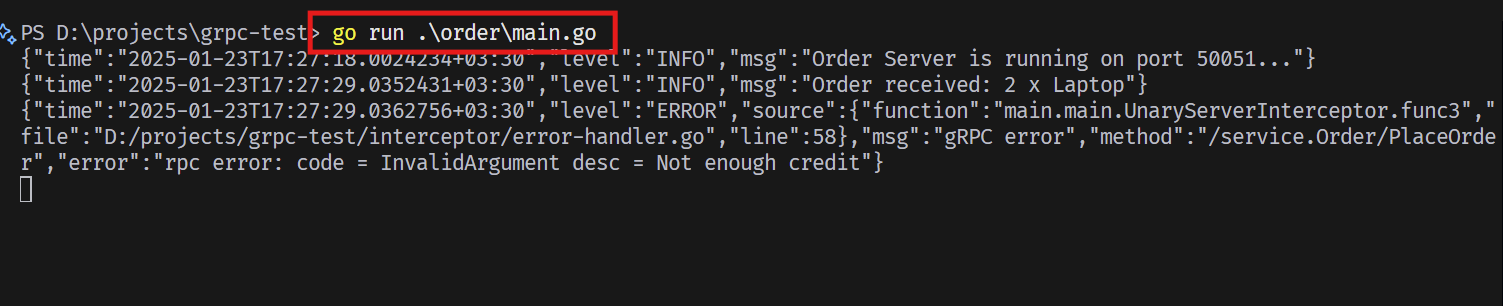 PS D:\projects\grpc-test> go run .\order\main.go
{"time":"2025-01-23T17:27:18.0024234+03:30","level":"INFO","msg":"Order Server is running on port 50051..."}
{"time":"2025-01-23T17:27:29.0352431+03:30","level":"INFO","msg":"Order received: 2 x Laptop"}
{"time":"2025-01-23T17:27:29.0362756+03:30","level":"ERROR","source":{"function":"main.main.UnaryServerInterceptor.func3","
file":"D:/projects/grpc-test/interceptor/error-handler.go","line":58},"msg":"gRPC error","method":"/service.Order/PlaceOrde
r","error":"rpc error: code = InvalidArgument desc = Not enough credit"}